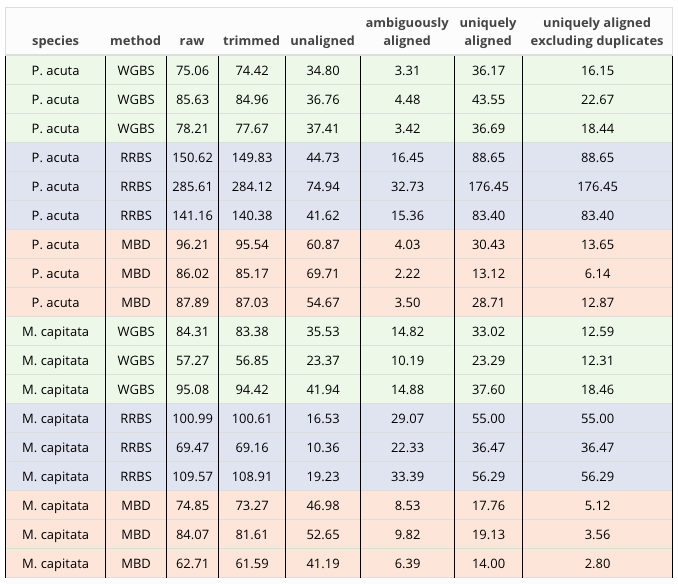 species method raw trimmed unaligned ambiguously aligned uniquely aligned uniquely aligned excluding duplicates
P. acuta WGBS 75.06 74.42 34.80 3.31 36.17 16.15
P. acuta WGBS 85.63 84.96 36.76 4.48 43.55 22.67
P. acuta WGBS 78.21 77.67 37.41 3.42 36.69 18.44
P. acuta RRBS 150.62 149.83 44.73 16.45 88.65 88.65
P. acuta RRBS 285.61 284.12 74.94 32.73 176.45 176.45
P. acuta RRBS 141.16 140.38 41.62 15.36 83.40 83.40
P. acuta MBD 96.21 95.54 60.87 4.03 30.43 13.65
P. acuta MBD 86.02 85.17 69.71 2.22 13.12 6.14
P. acuta MBD 87.89 87.03 54.67 3.50 28.71 12.87
M. capitata WGBS 84.31 83.38 35.53 14.82 33.02 12.59
M. capitata WGBS 57.27 56.85 23.37 10.19 23.29 12.31
M. capitata WGBS 95.08 94.42 41.94 14.88 37.60 18.46
M. capitata RRBS 100.99 100.61 16.53 29.07 55.00 55.00
M. capitata RRBS 69.47 69.16 10.36 22.33 36.47 36.47
M. capitata RRBS 109.57 108.91 19.23 33.39 56.29 56.29
M. capitata MBD 74.85 73.27 46.98 8.53 17.76 5.12
M. capitata MBD 84.07 81.61 52.65 9.82 19.13 3.56
M. capitata MBD 62.71 61.59 41.19 6.39 14.00 2.80